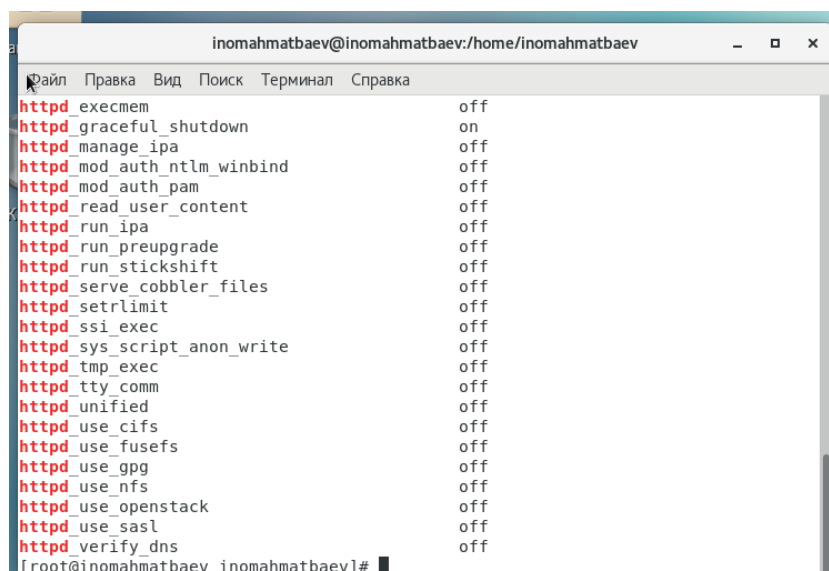 inomahmatbaev@inomahmatbaev:/home/inomahmatbaev
Файл Правка Вид Поиск Терминал Справка
httpd_execmem off
httpd_graceful_shutdown on
httpd_manage_ipa off
httpd_mod_auth_ntlm_winbind off
httpd_mod_auth_pam off
httpd_read_user_content off
httpd_run_ipa off
httpd_run_preupgrade off
httpd_run_stickshift off
httpd_serve_cobbler_files off
httpd_setrlimit off
httpd_ssi_exec off
httpd_sys_script_anon_write off
httpd_tmp_exec off
httpd_tty_comm off
httpd_unified off
httpd_use_cifs off
httpd_use_fusefs off
httpd_use_gpg off
httpd_use_nfs off
httpd_use_openstack off
httpd_use_sasl off
httpd_verify_dns off
[root@inomahmatbaev inomahmatbaev]#